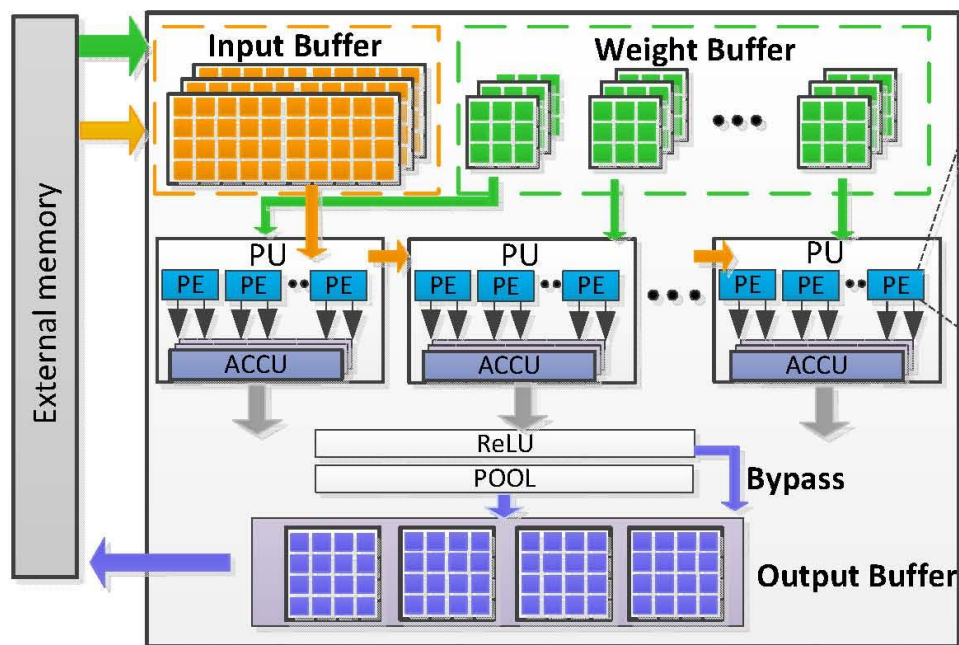 External memory
Input Buffer
Weight Buffer
PU
PU
PU
PE PE PE
PE PE PE
PE PE PE
ACCU
ACCU
ACCU
ReLU
POOL
Bypass
Output Buffer